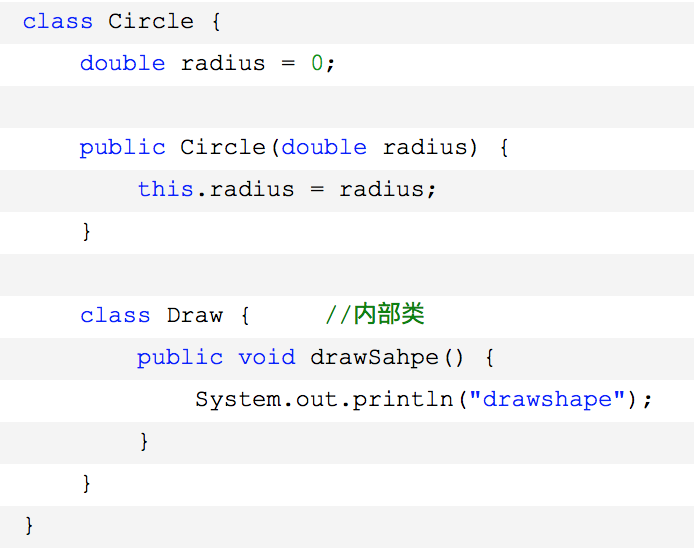 class Circle {
    double radius = 0;

    public Circle(double radius) {
        this.radius = radius;
    }

    class Draw {     //内部类
        public void drawSahpe() {
            System.out.println("drawshape");
        }
    }
}